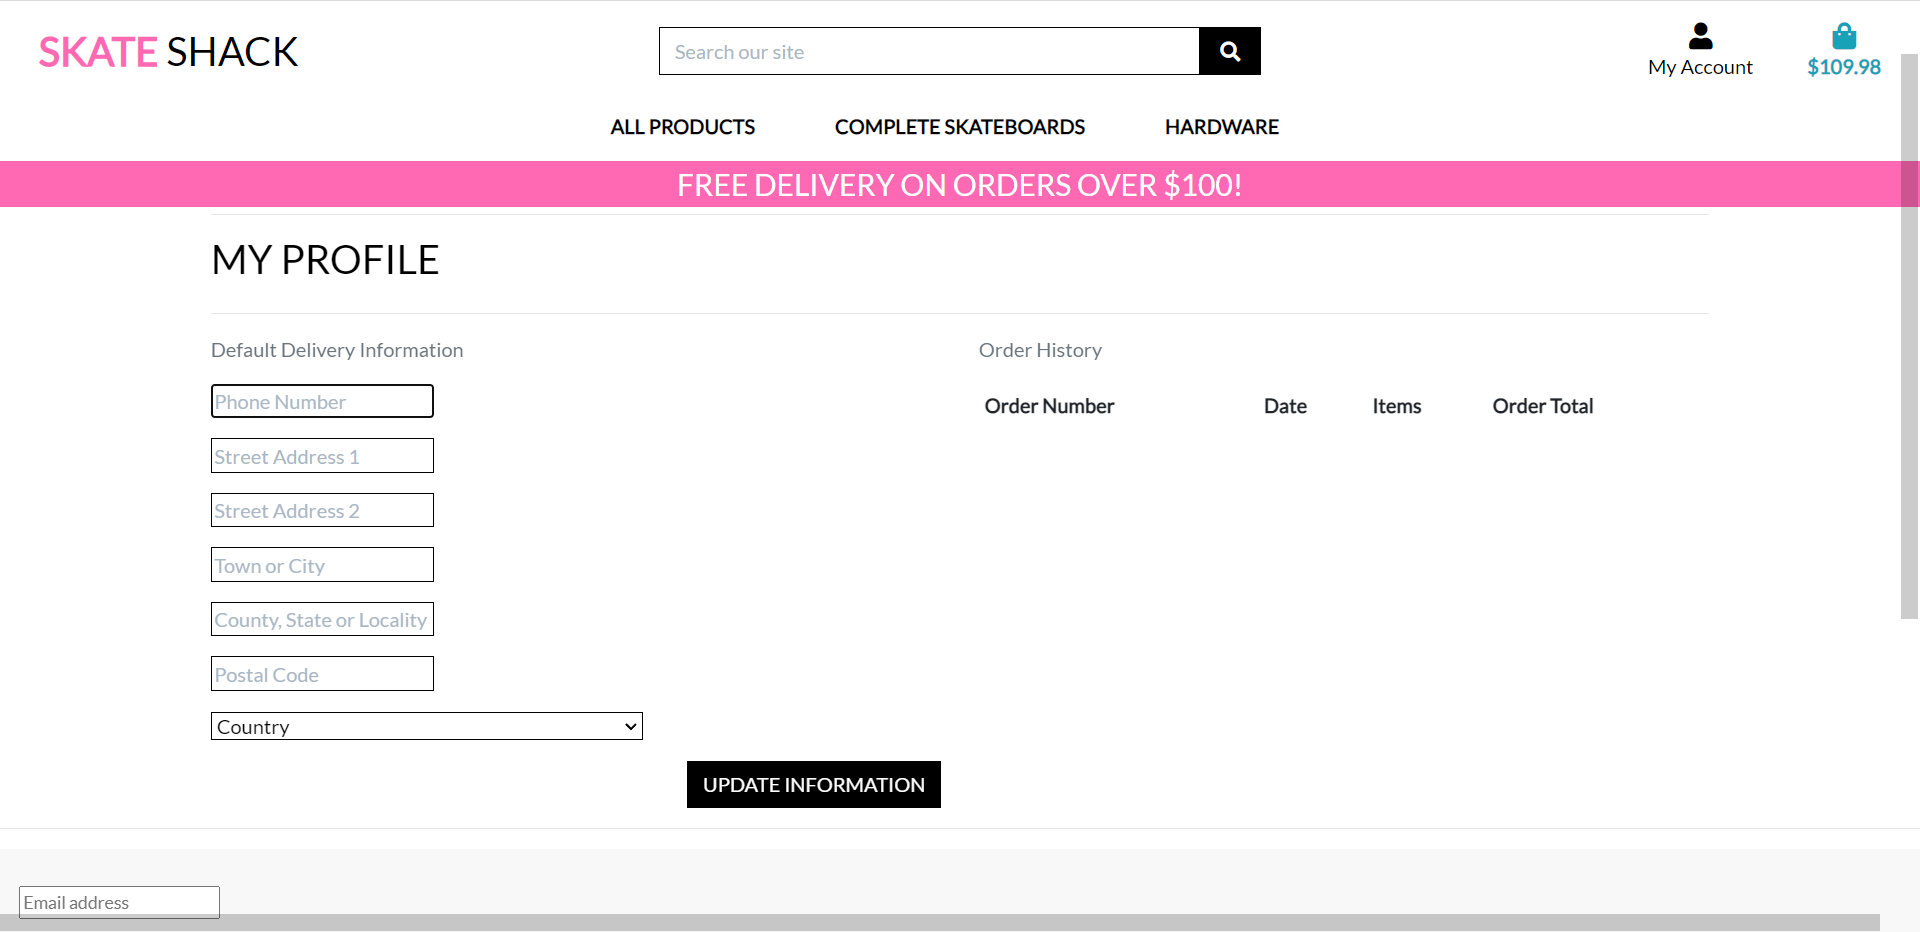 SKATE SHACK
Search our site
My Account
$109.98
ALL PRODUCTS
COMPLETE SKATEBOARDS
HARDWARE
FREE DELIVERY ON ORDERS OVER $100!
MY PROFILE
Default Delivery Information
Phone Number
Street Address 1
Street Address 2
Town or City
County, State or Locality
Postal Code
Country
UPDATE INFORMATION
Order History
Order Number Date Items Order Total
Email address